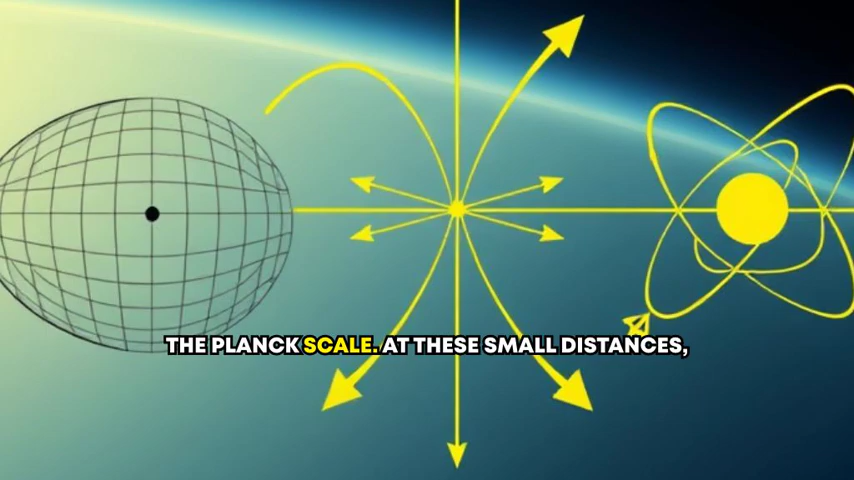 THE PLANCK SCALE. AT THESE SMALL DISTANCES,